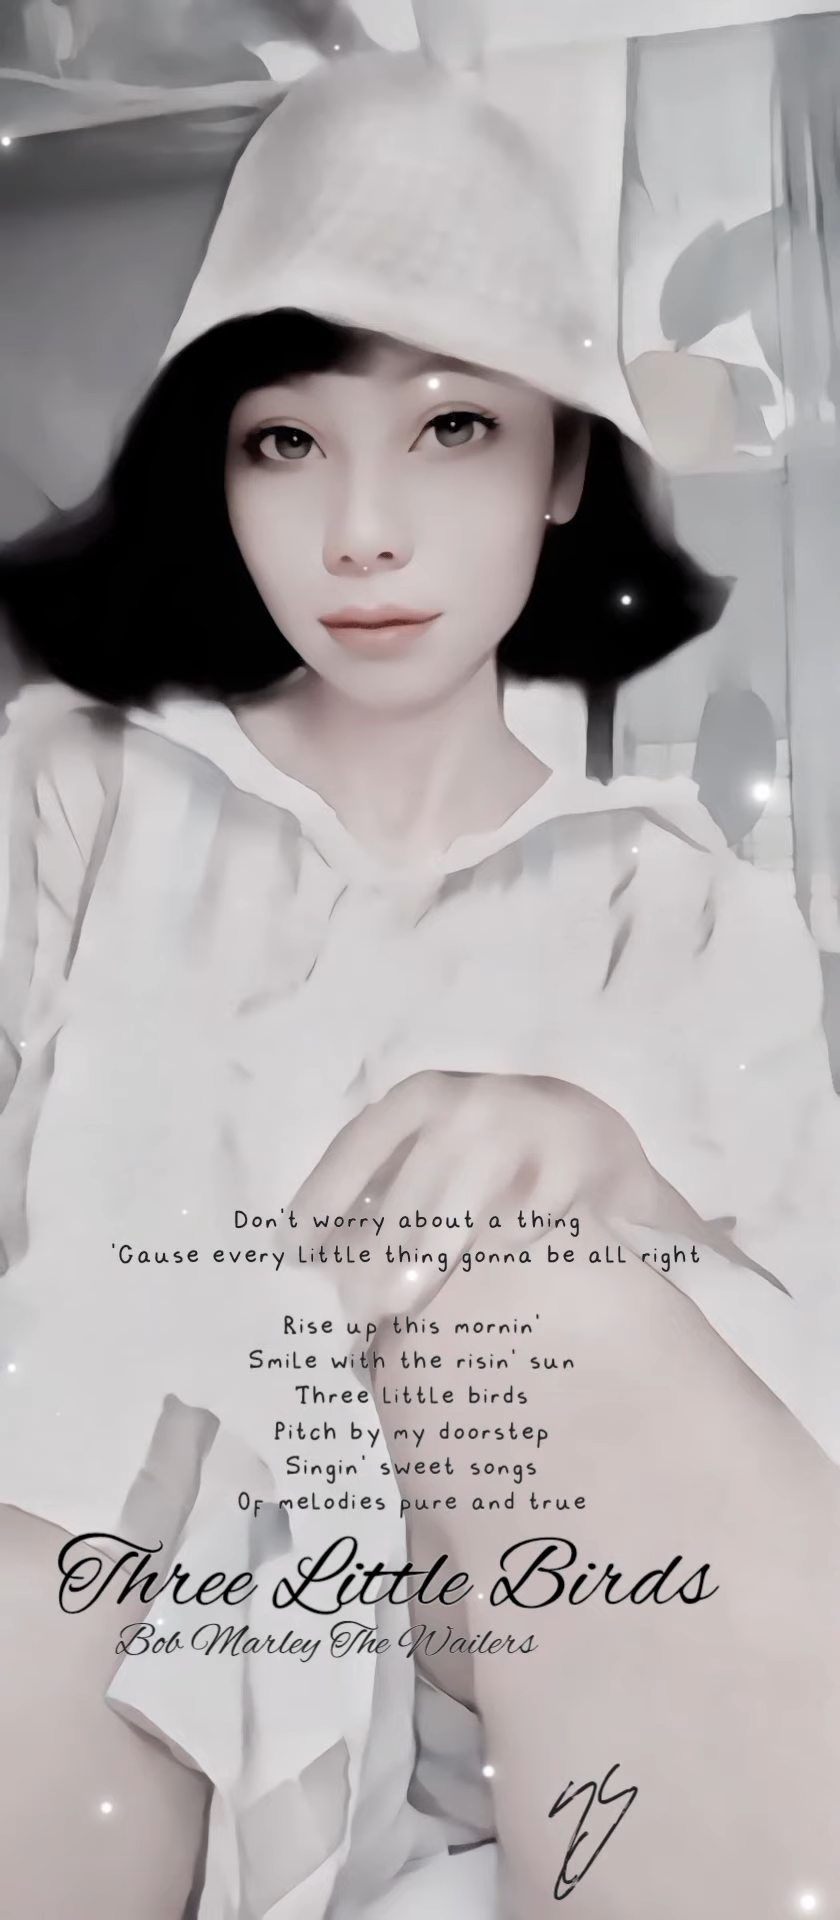 Don't worry about a thing
'Cause every little thing gonna be all right
Rise up this mornin'
Smile with the risin' sun
Three little birds
Pitch by my doorstep
Singin' sweet songs
Of melodies pure and true
Three Little Birds
Bob Marley The Wailers